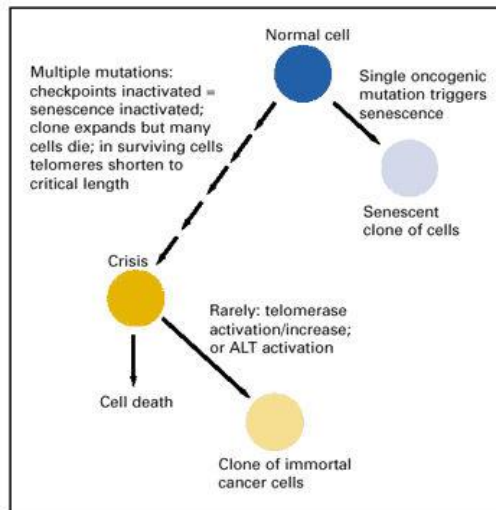 Normal cell
Multiple mutations:
checkpoints inactivated =
senescence inactivated;
clone expands but many
cells die; in surviving cells
telomeres shorten to
critical length
Single oncogenic
mutation triggers
senescence
Senescent
clone of cells
Crisis
Rarely: telomerase
activation/increase;
or ALT activation
Cell death
Clone of immortal
cancer cells